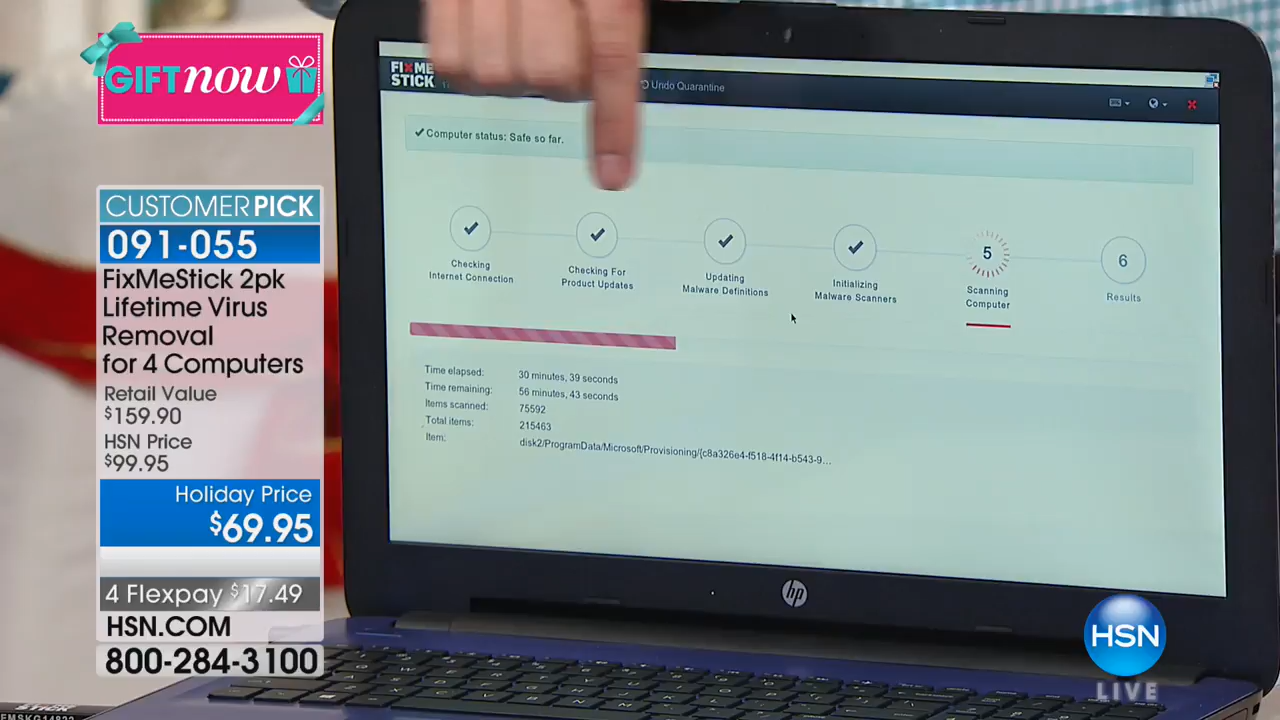 GIFTnow
CUSTOMERPICK
091-055
FixMeStick 2pk
Lifetime Virus
Removal
for 4 Computers
Retail Value
$159.90
HSN Price
$99.95
Holiday Price
$69.95
4 Flexpay $17.49
HSN.COM
800-284-3100
FIXME
STICK
Undo Quarantine
Computer status: Safe so far.
Checking
Internet Connection
Checking For
Product Updates
Updating
Malware Definitions
Initializing
Malware Scanners
5
Scanning
Computer
6
Results
Time elapsed: 30 minutes, 39 seconds
Time remaining: 56 minutes, 43 seconds
Items scanned: 75592
Total items: 215463
Item: disk2/ProgramData/Microsoft/Provisioning/{c8a326e4-f518-4f14-b543-9...
hp
HSN
LIVE